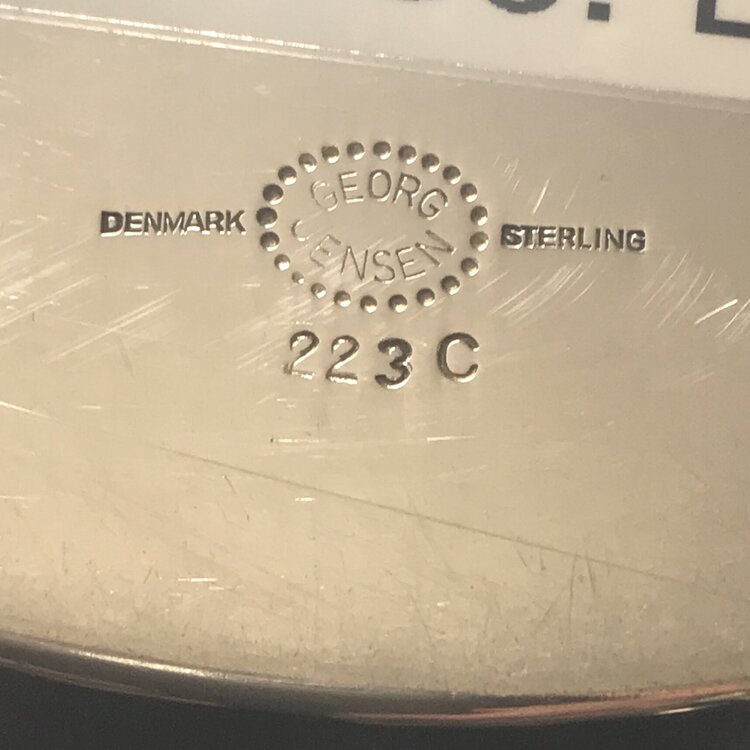 GEORG
DENMARK STERLING
JENSEN
223 C